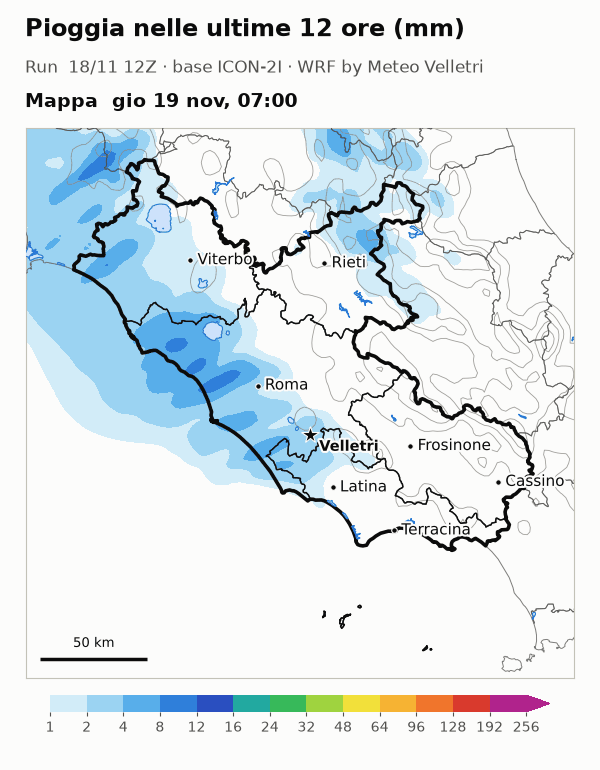 Pioggia nelle ultime 12 ore (mm)
Run  18/11 12Z · base ICON-2I · WRF by Meteo Velletri
Mappa  gio 19 nov, 07:00
Viterbo
Rieti
Roma
Velletri
Frosinone
Cassino
Latina
Terracina
50 km
1 2 4 8 12 16 24 32 48 64 96 128 192 256